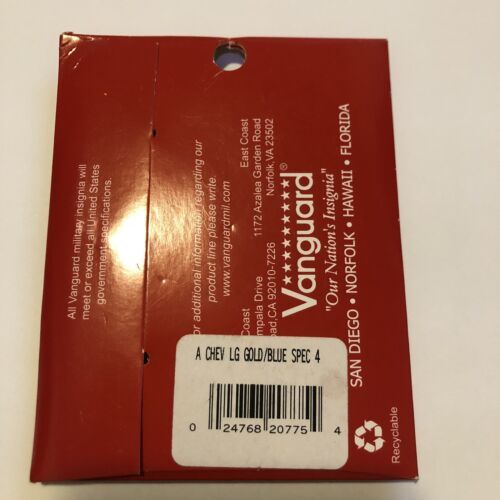 All Vanguard military insignia will
meet or exceed all United States
government specifications.
or additional information regarding our
product line please write.
www.vanguardmil.com
East Coast
1172 Azalea Garden Road
Norfolk, VA 23502
Coast
mpala Drive
oad, CA 92010-7226
Vanguard®
"Our Nation's Insignia"
SAN DIEGO • NORFOLK • HAWAII • FLORIDA
Recyclable
A CHEV LG GOLD/BLUE SPEC 4
0 24768 20775 4